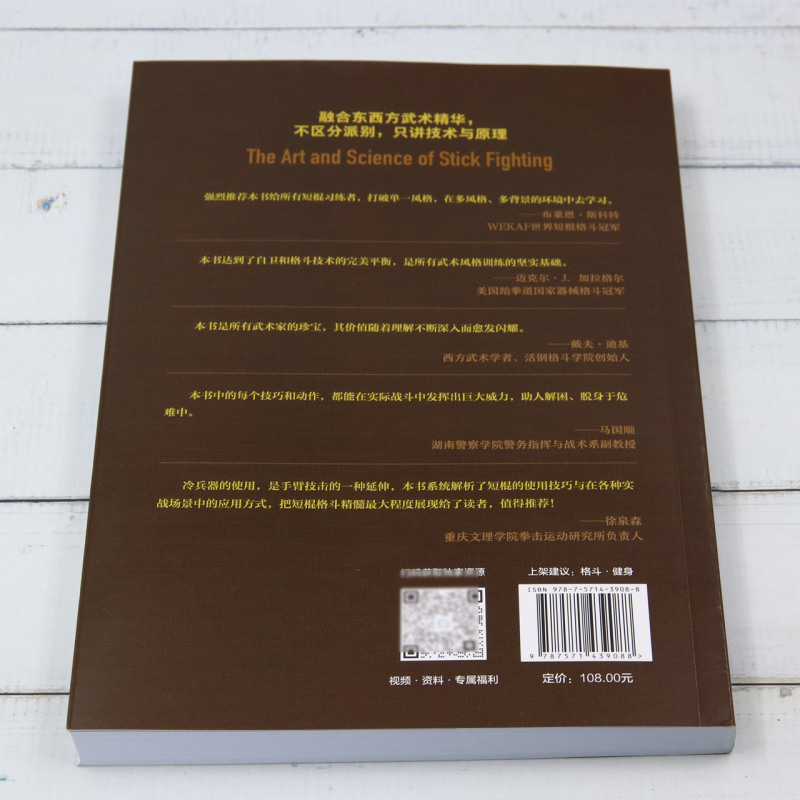 融合东西方武术精华，
不区分派别，只讲技术与原理
The Art and Science of Stick Fighting
强烈推荐本书给所有短棍习练者，打破单一风格，在多风格、多背景的环境中去学习。
——布莱恩·斯科特
WEKAF世界短棍格斗冠军
本书达到了自卫和格斗技术的完美平衡，是所有武术风格训练的坚实基础。
——迈克尔·J. 加拉格尔
美国跆拳道国家器械格斗冠军
本书是所有武术家的珍宝，其价值随着理解不断深入而愈发闪耀。
——戴夫·迪基
西方武术学者、活钢格斗学院创始人
本书中的每个技巧和动作，都能在实际战斗中发挥出巨大威力，助人解困、脱身于危
难中。
——马国顺
湖南警察学院警务指挥与战术系副教授
冷兵器的使用，是手臂技击的一种延伸，本书系统解析了短棍的使用技巧与在各种实
战场景中的应用方式，把短棍格斗精髓最大程度展现给了读者，值得推荐！
——徐泉森
重庆文理学院拳击运动研究所负责人
上架建议：格斗·健身
ISBN 978-7-5714-3908-8
9 787571 439088 >
视频·资料·专属福利
定价：108.00元